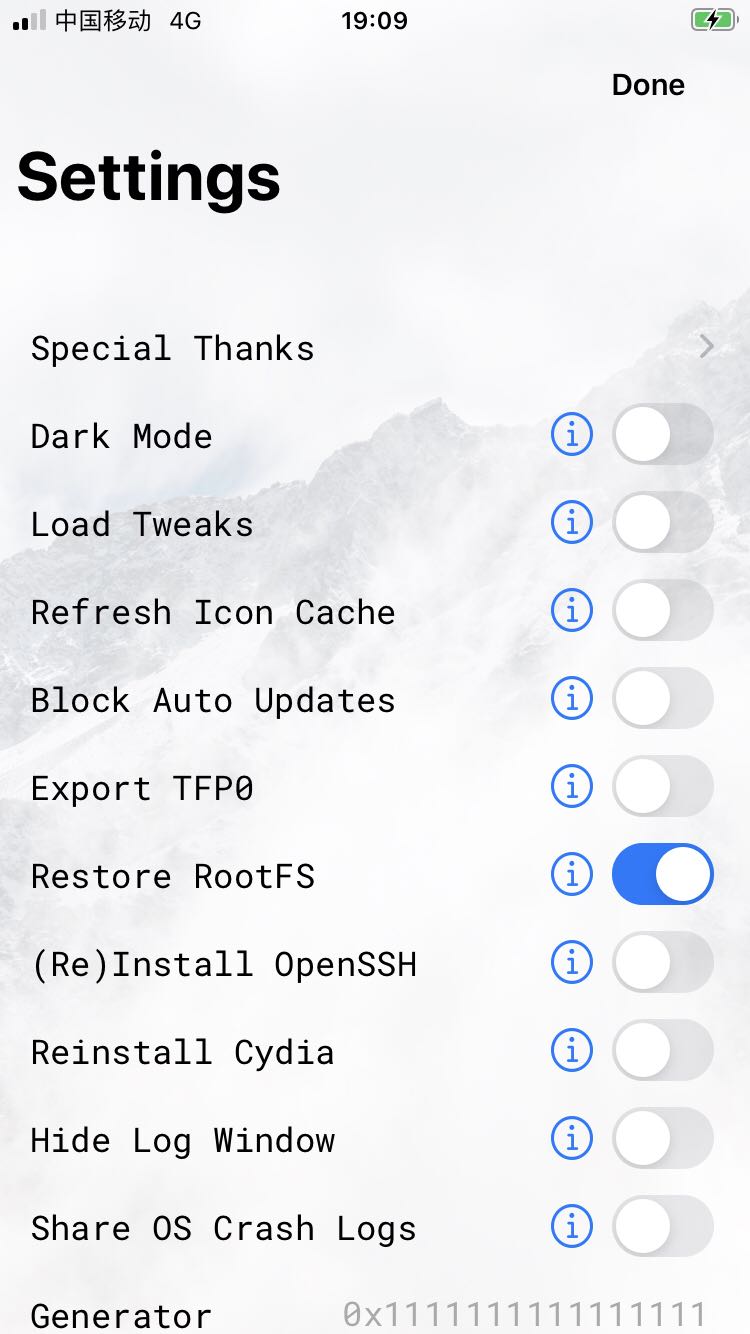 中国移动 4G 19:09
Done
Settings
Special Thanks
Dark Mode
Load Tweaks
Refresh Icon Cache
Block Auto Updates
Export TFP0
Restore RootFS
(Re)Install OpenSSH
Reinstall Cydia
Hide Log Window
Share OS Crash Logs
Generator 0x1111111111111111